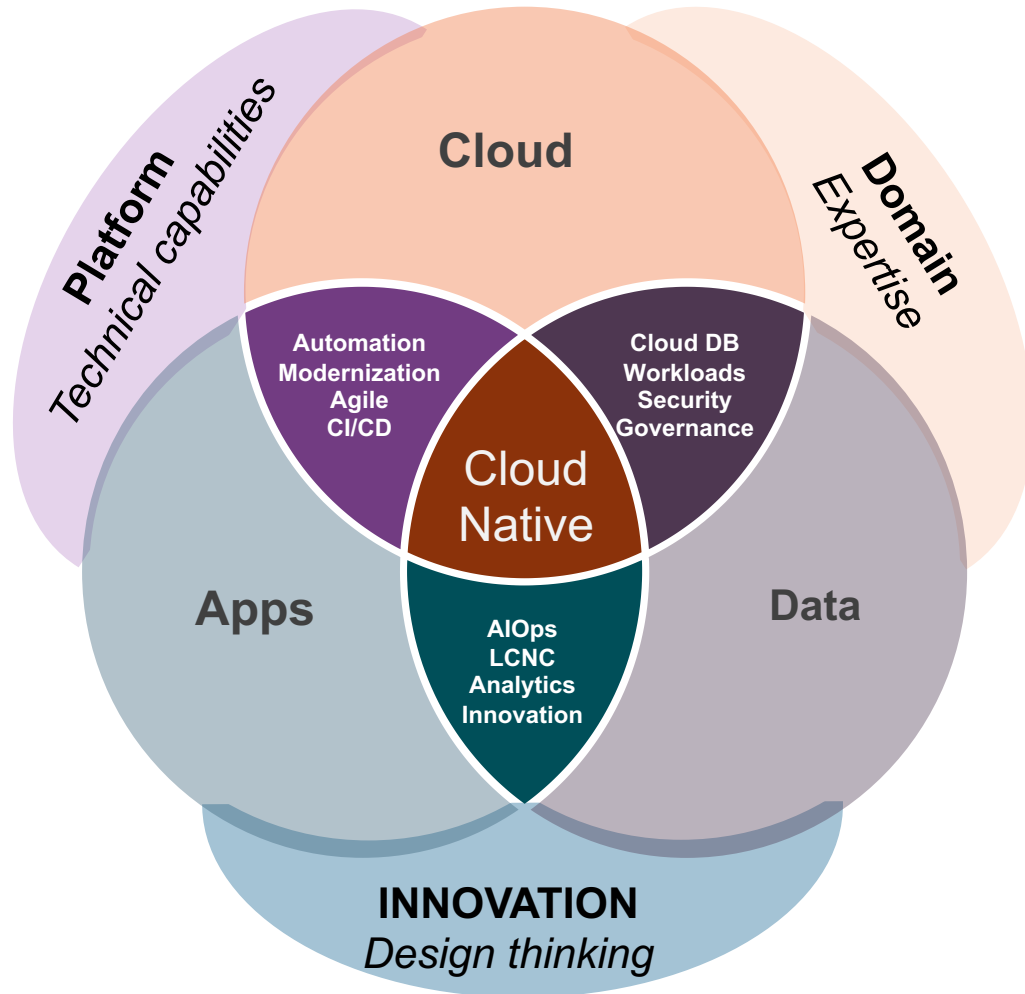 Cloud
Platform
Technical capabilities
Domain
Expertise
Automation
Modernization
Agile
CI/CD
Cloud DB
Workloads
Security
Governance
Cloud
Native
Apps
Data
AIOps
LCNC
Analytics
Innovation
INNOVATION
Design thinking